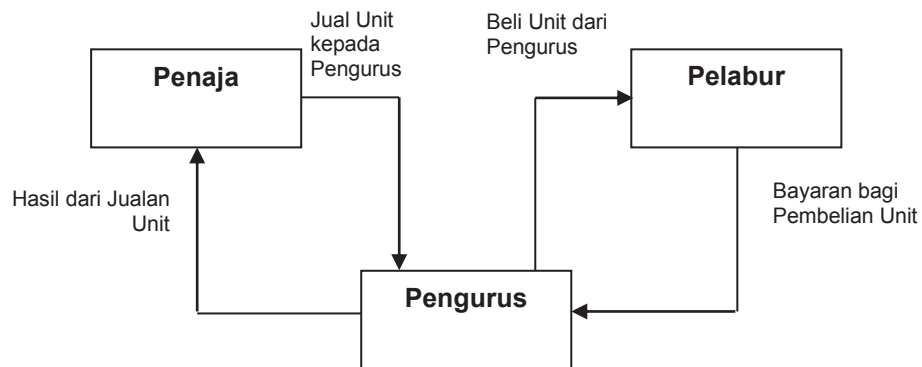 Jual Unit
kepada
Pengurus
Beli Unit dari
Pengurus
Penaja
Pelabur
Hasil dari Jualan
Unit
Bayaran bagi
Pembelian Unit
Pengurus